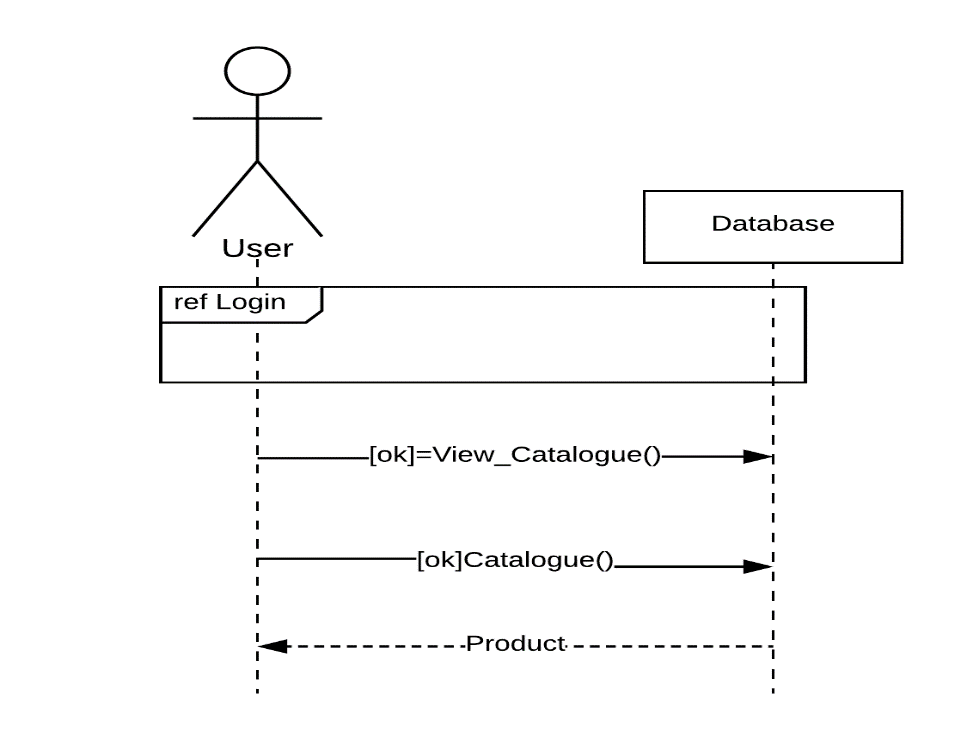 User
Database
ref Login
[ok]=View_Catalogue()
[ok]Catalogue()
Product